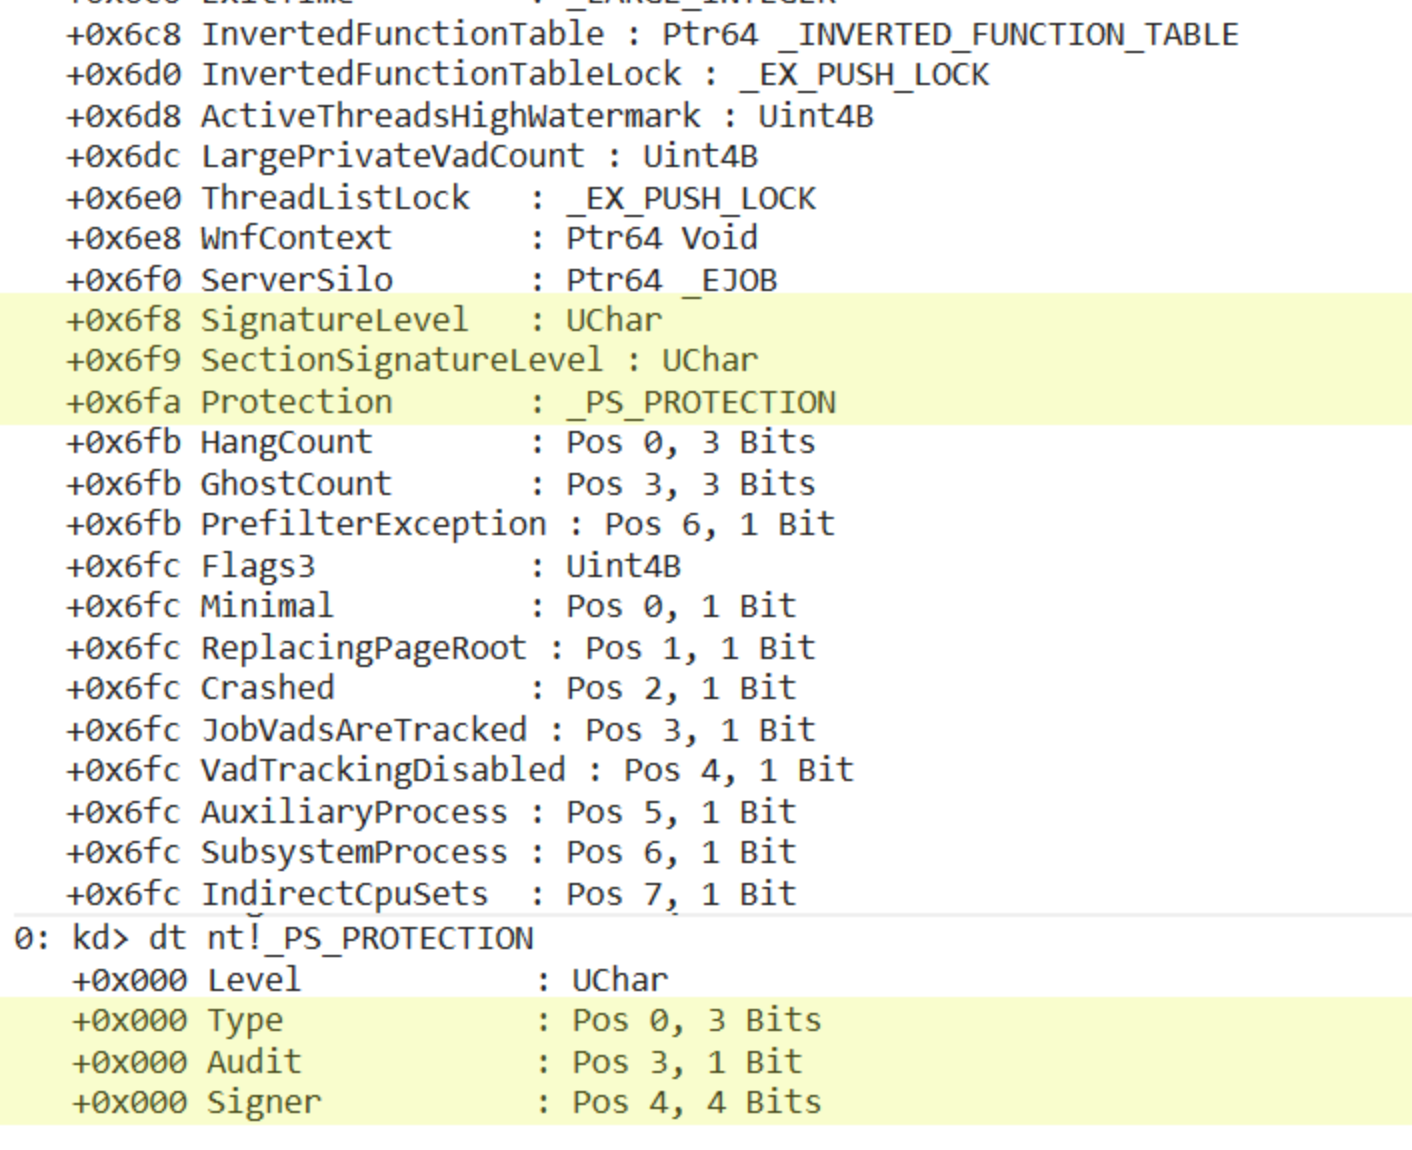 +0x6c0 ExitTime : _LARGE_INTEGER
+0x6c8 InvertedFunctionTable : Ptr64 _INVERTED_FUNCTION_TABLE
+0x6d0 InvertedFunctionTableLock : _EX_PUSH_LOCK
+0x6d8 ActiveThreadsHighWatermark : Uint4B
+0x6dc LargePrivateVadCount : Uint4B
+0x6e0 ThreadListLock   : _EX_PUSH_LOCK
+0x6e8 WnfContext       : Ptr64 Void
+0x6f0 ServerSilo       : Ptr64 _EJOB
+0x6f8 SignatureLevel   : UChar
+0x6f9 SectionSignatureLevel : UChar
+0x6fa Protection       : _PS_PROTECTION
+0x6fb HangCount        : Pos 0, 3 Bits
+0x6fb GhostCount       : Pos 3, 3 Bits
+0x6fb PrefilterException : Pos 6, 1 Bit
+0x6fc Flags3           : Uint4B
+0x6fc Minimal          : Pos 0, 1 Bit
+0x6fc ReplacingPageRoot : Pos 1, 1 Bit
+0x6fc Crashed          : Pos 2, 1 Bit
+0x6fc JobVadsAreTracked : Pos 3, 1 Bit
+0x6fc VadTrackingDisabled : Pos 4, 1 Bit
+0x6fc AuxiliaryProcess : Pos 5, 1 Bit
+0x6fc SubsystemProcess : Pos 6, 1 Bit
+0x6fc IndirectCpuSets  : Pos 7, 1 Bit
0: kd> dt nt!_PS_PROTECTION
+0x000 Level            : UChar
+0x000 Type             : Pos 0, 3 Bits
+0x000 Audit            : Pos 3, 1 Bit
+0x000 Signer           : Pos 4, 4 Bits